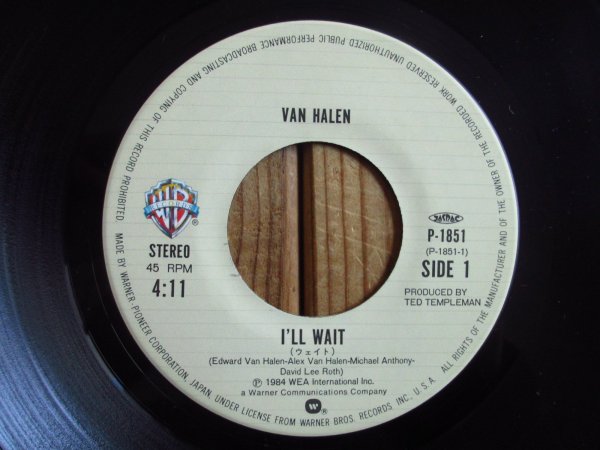 VAN HALEN
WB
RECORDS
®
STEREO
45 RPM
4:11
JASRAC
P-1851
(P-1851-1)
SIDE 1
PRODUCED BY
TED TEMPLEMAN
I'LL WAIT
(ウェイト)
(Edward Van Halen-Alex Van Halen-Michael Anthony-
David Lee Roth)
Ⓟ 1984 WEA International Inc.
a Warner Communications Company
W®
MADE BY WARNER-PIONEER CORPORATION, JAPAN, UNDER LICENSE FROM WARNER BROS. RECORDS, INC., U.S.A. ALL RIGHTS OF THE MANUFACTURER AND OF THE OWNER OF THE RECORDED WORK RESERVED UNAUTHORIZED PUBLIC PERFORMANCE BROADCASTING AND COPYING OF THIS RECORD PROHIBITED